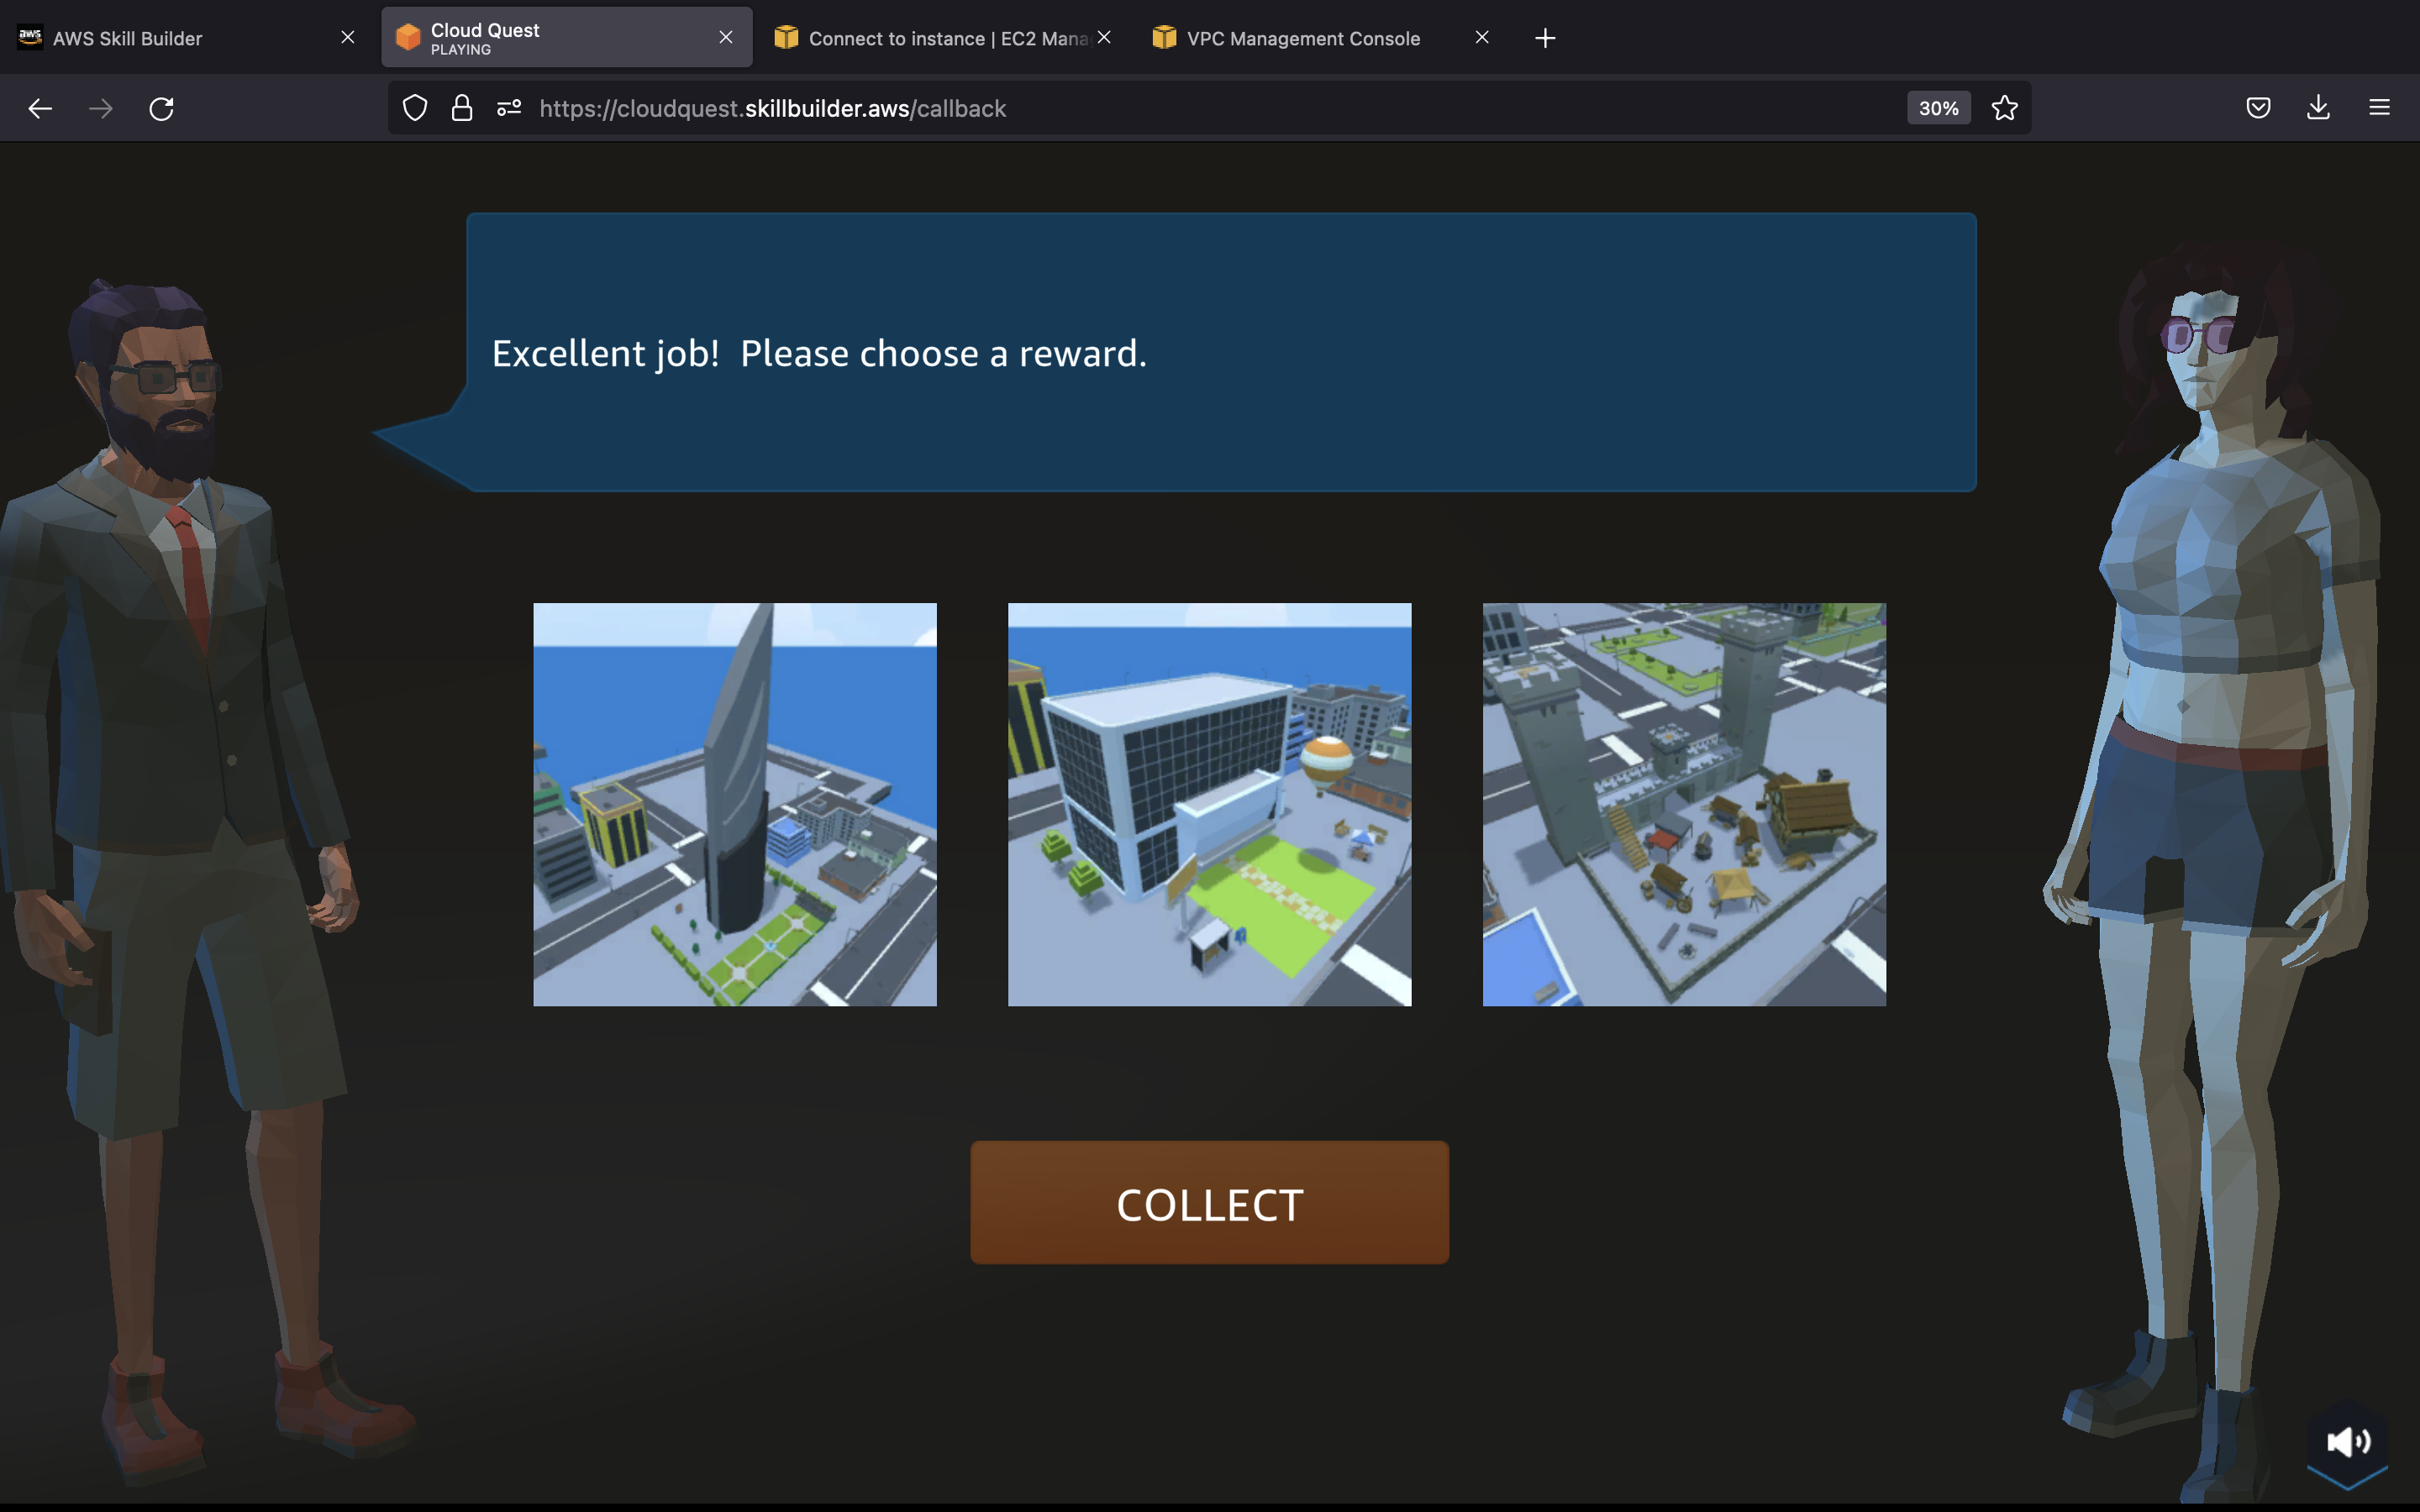 aws AWS Skill Builder
Cloud Quest
PLAYING
Connect to instance | EC2 Mana
VPC Management Console
https://cloudquest.skillbuilder.aws/callback
30%
Excellent job! Please choose a reward.
COLLECT